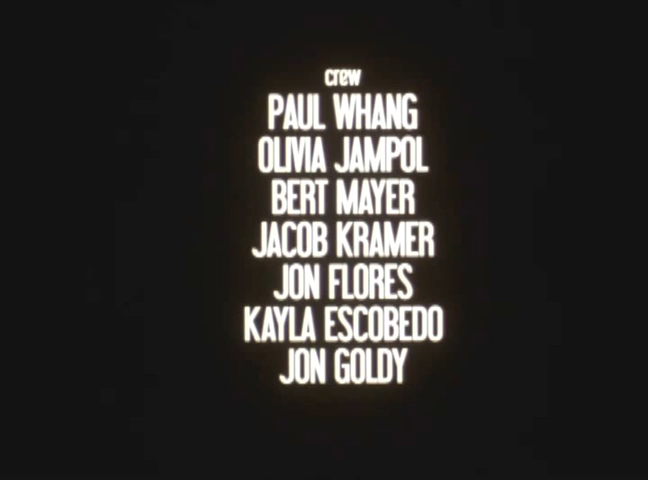 crew
PAUL WHANG
OLIVIA JAMPOL
BERT MAYER
JACOB KRAMER
JON FLORES
KAYLA ESCOBEDO
JON GOLDY